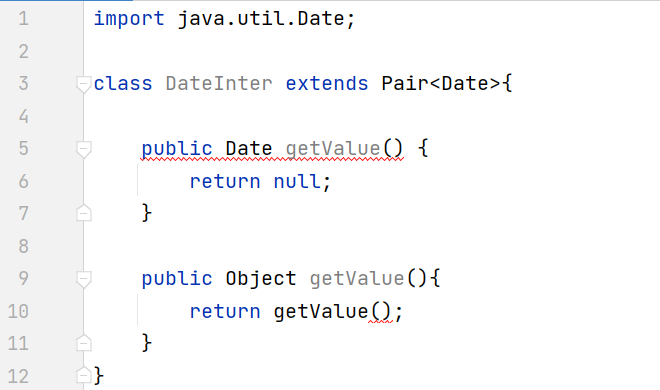 1 import java.util.Date;
2
3 class DateInter extends Pair<Date>{
4
5     public Date getValue() {
6         return null;
7     }
8
9     public Object getValue(){
10         return getValue();
11     }
12 }